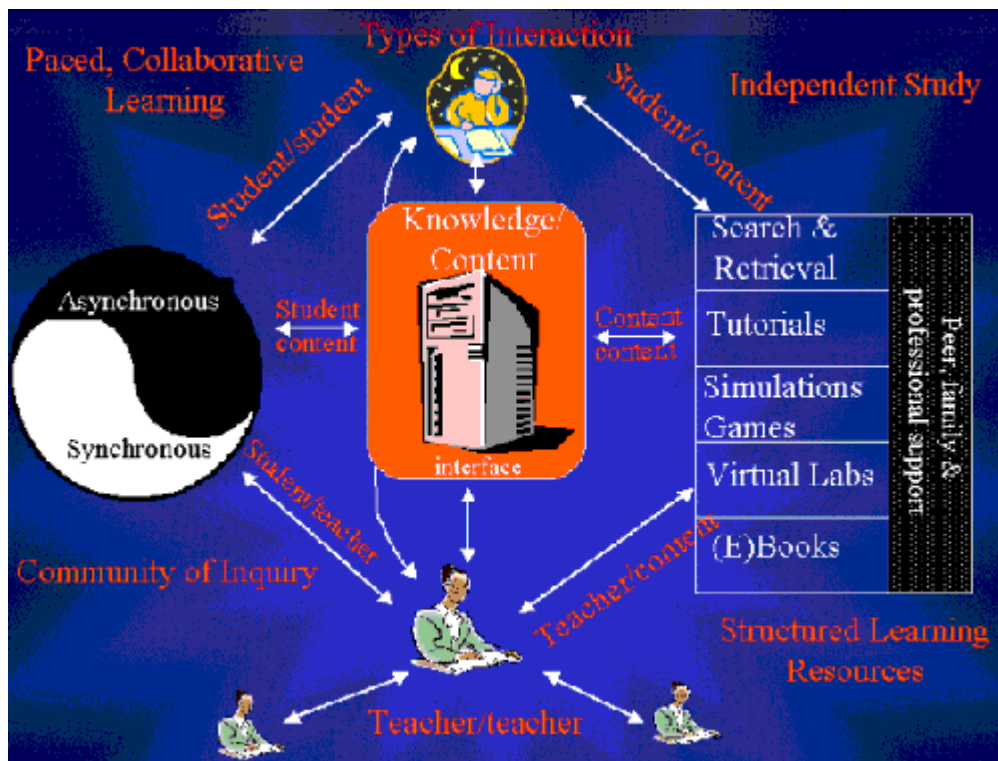 Types of Interaction
Paced, Collaborative
Learning
Independent Study
Student/student
Student/content
Knowledge/
Content
interface
Asynchronous
Synchronous
Student
content
Content
content
Search &
Retrieval
Tutorials
Simulations
Games
Virtual Labs
(E)Books
Peer, family &
professional support
Student/teacher
Teacher/content
Community of Inquiry
Structured Learning
Resources
Teacher/teacher